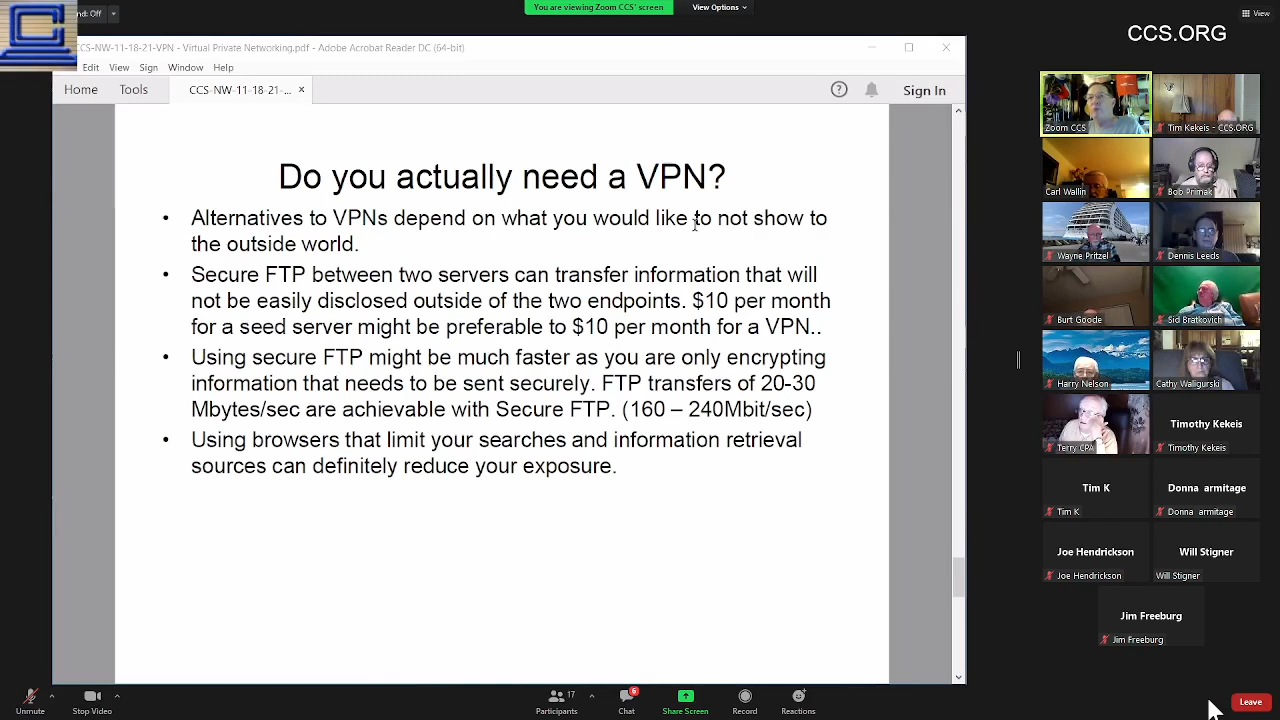 nd: Off
You are viewing Zoom CCS' screen
View Options
View
CCS-NW-11-18-21-VPN - Virtual Private Networking.pdf - Adobe Acrobat Reader DC (64-bit)
Edit View Sign Window Help
Home Tools CCS-NW-11-18-21-... × Sign In
Do you actually need a VPN?
• Alternatives to VPNs depend on what you would like to not show to
the outside world.
• Secure FTP between two servers can transfer information that will
not be easily disclosed outside of the two endpoints. $10 per month
for a seed server might be preferable to $10 per month for a VPN..
• Using secure FTP might be much faster as you are only encrypting
information that needs to be sent securely. FTP transfers of 20-30
Mbytes/sec are achievable with Secure FTP. (160 – 240Mbit/sec)
• Using browsers that limit your searches and information retrieval
sources can definitely reduce your exposure.
CCS.ORG
Zoom CCS
Tim Kekeis - CCS.ORG
Carl Wallin
Bob Primak
Wayne Pritzel
Dennis Leeds
Burt Goode
Sid Bratkovich
Harry Nelson
Cathy Waligurski
Terry CPA
Timothy Kekeis
Timothy Kekeis
Tim K
Tim K
Donna armitage
Donna armitage
Joe Hendrickson
Joe Hendrickson
Will Stigner
Will Stigner
Jim Freeburg
Jim Freeburg
Unmute
Stop Video
17
Participants
6
Chat
Share Screen
Record
Reactions
Leave